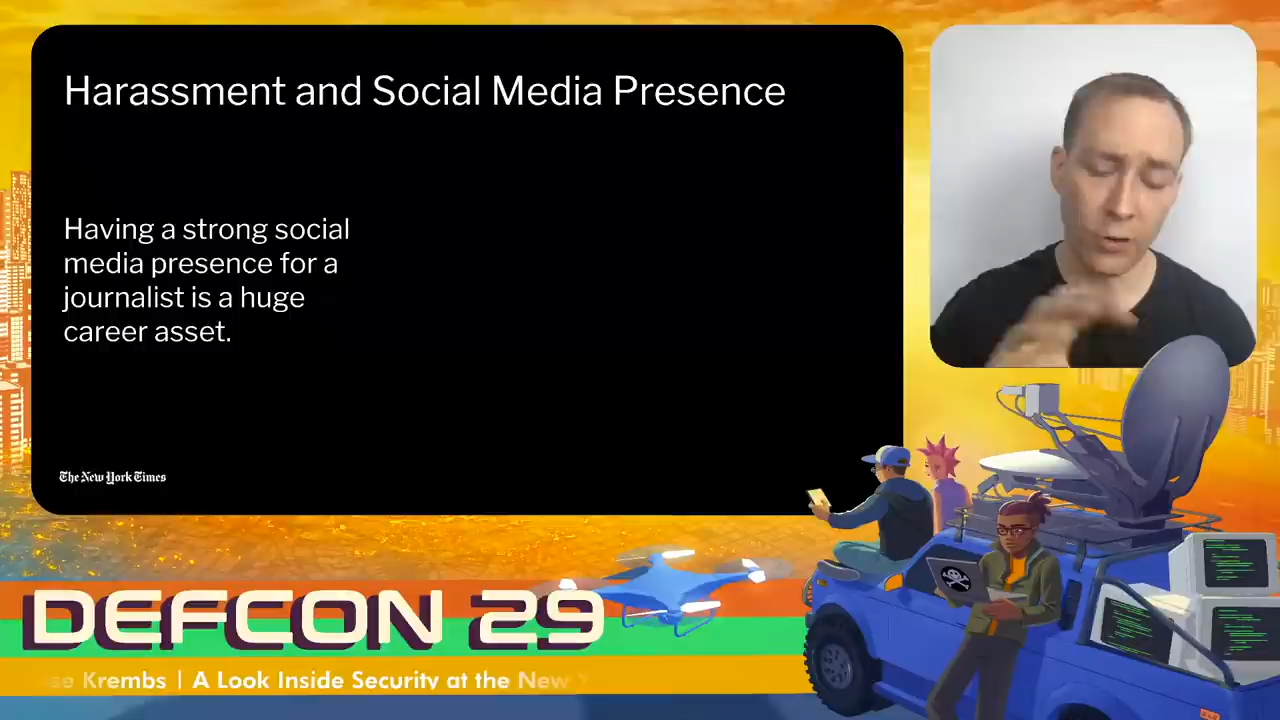 Harassment and Social Media Presence
Having a strong social
media presence for a
journalist is a huge
career asset.
The New York Times
DEFCON 29
se Krembs | A Look Inside Security at the New